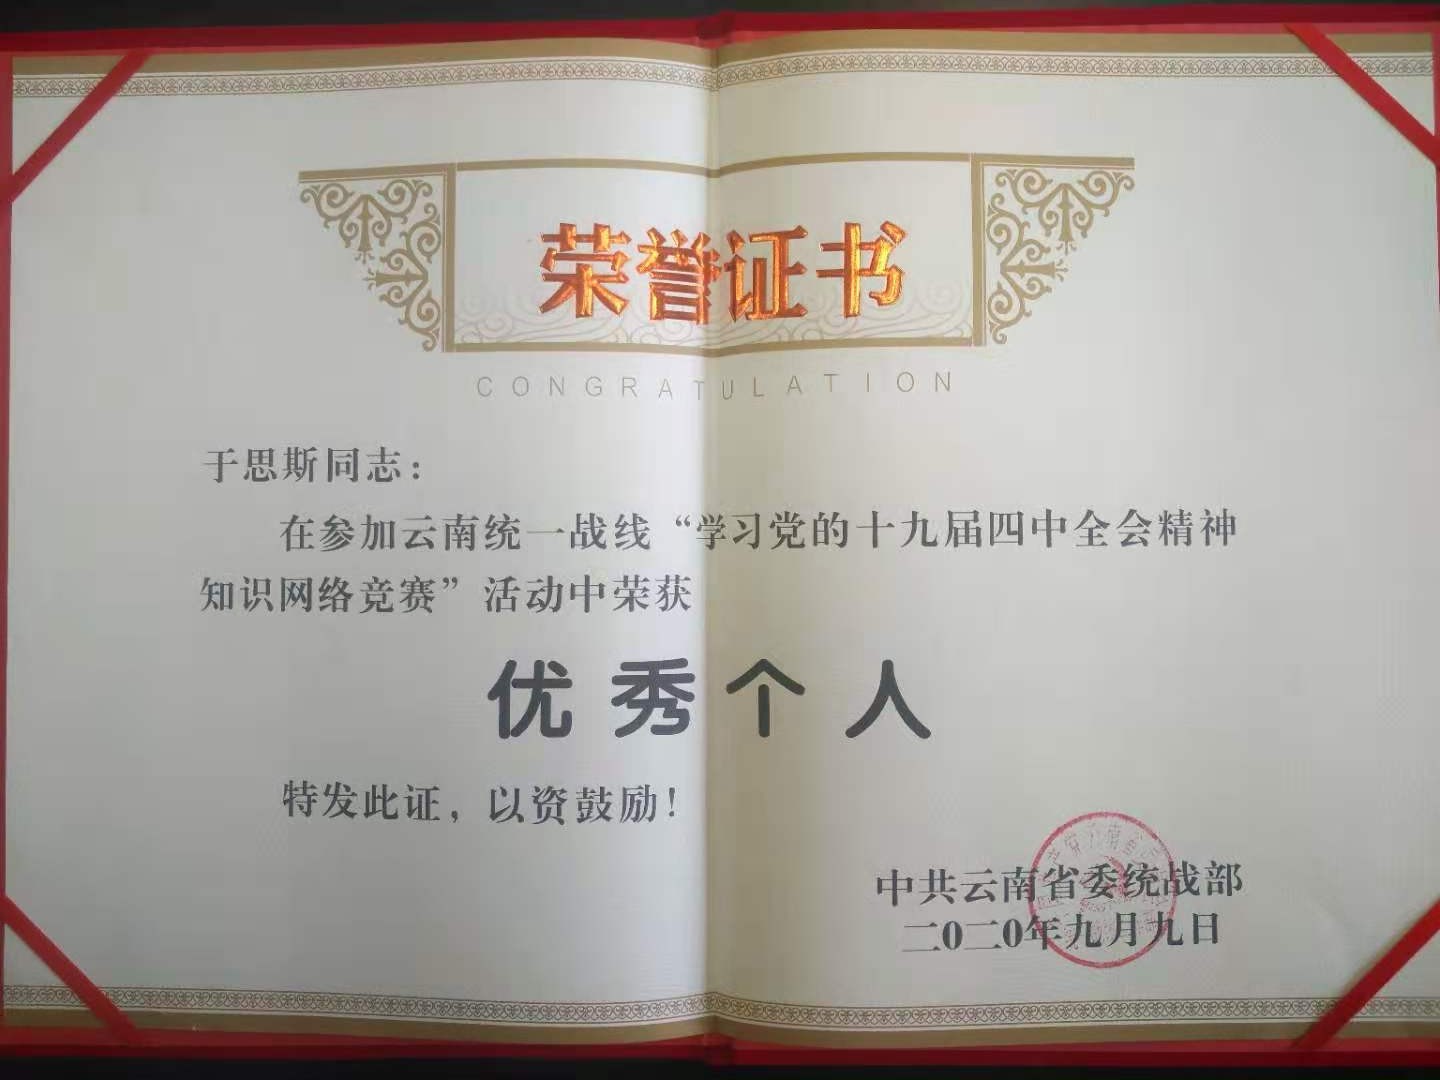 荣誉证书
CONGRATULATION
于思斯同志：
在参加云南统一战线“学习党的十九届四中全会精神
知识网络竞赛”活动中荣获
优秀个人
特发此证，以资鼓励！
中共云南省委统战部
二0二0年九月九日